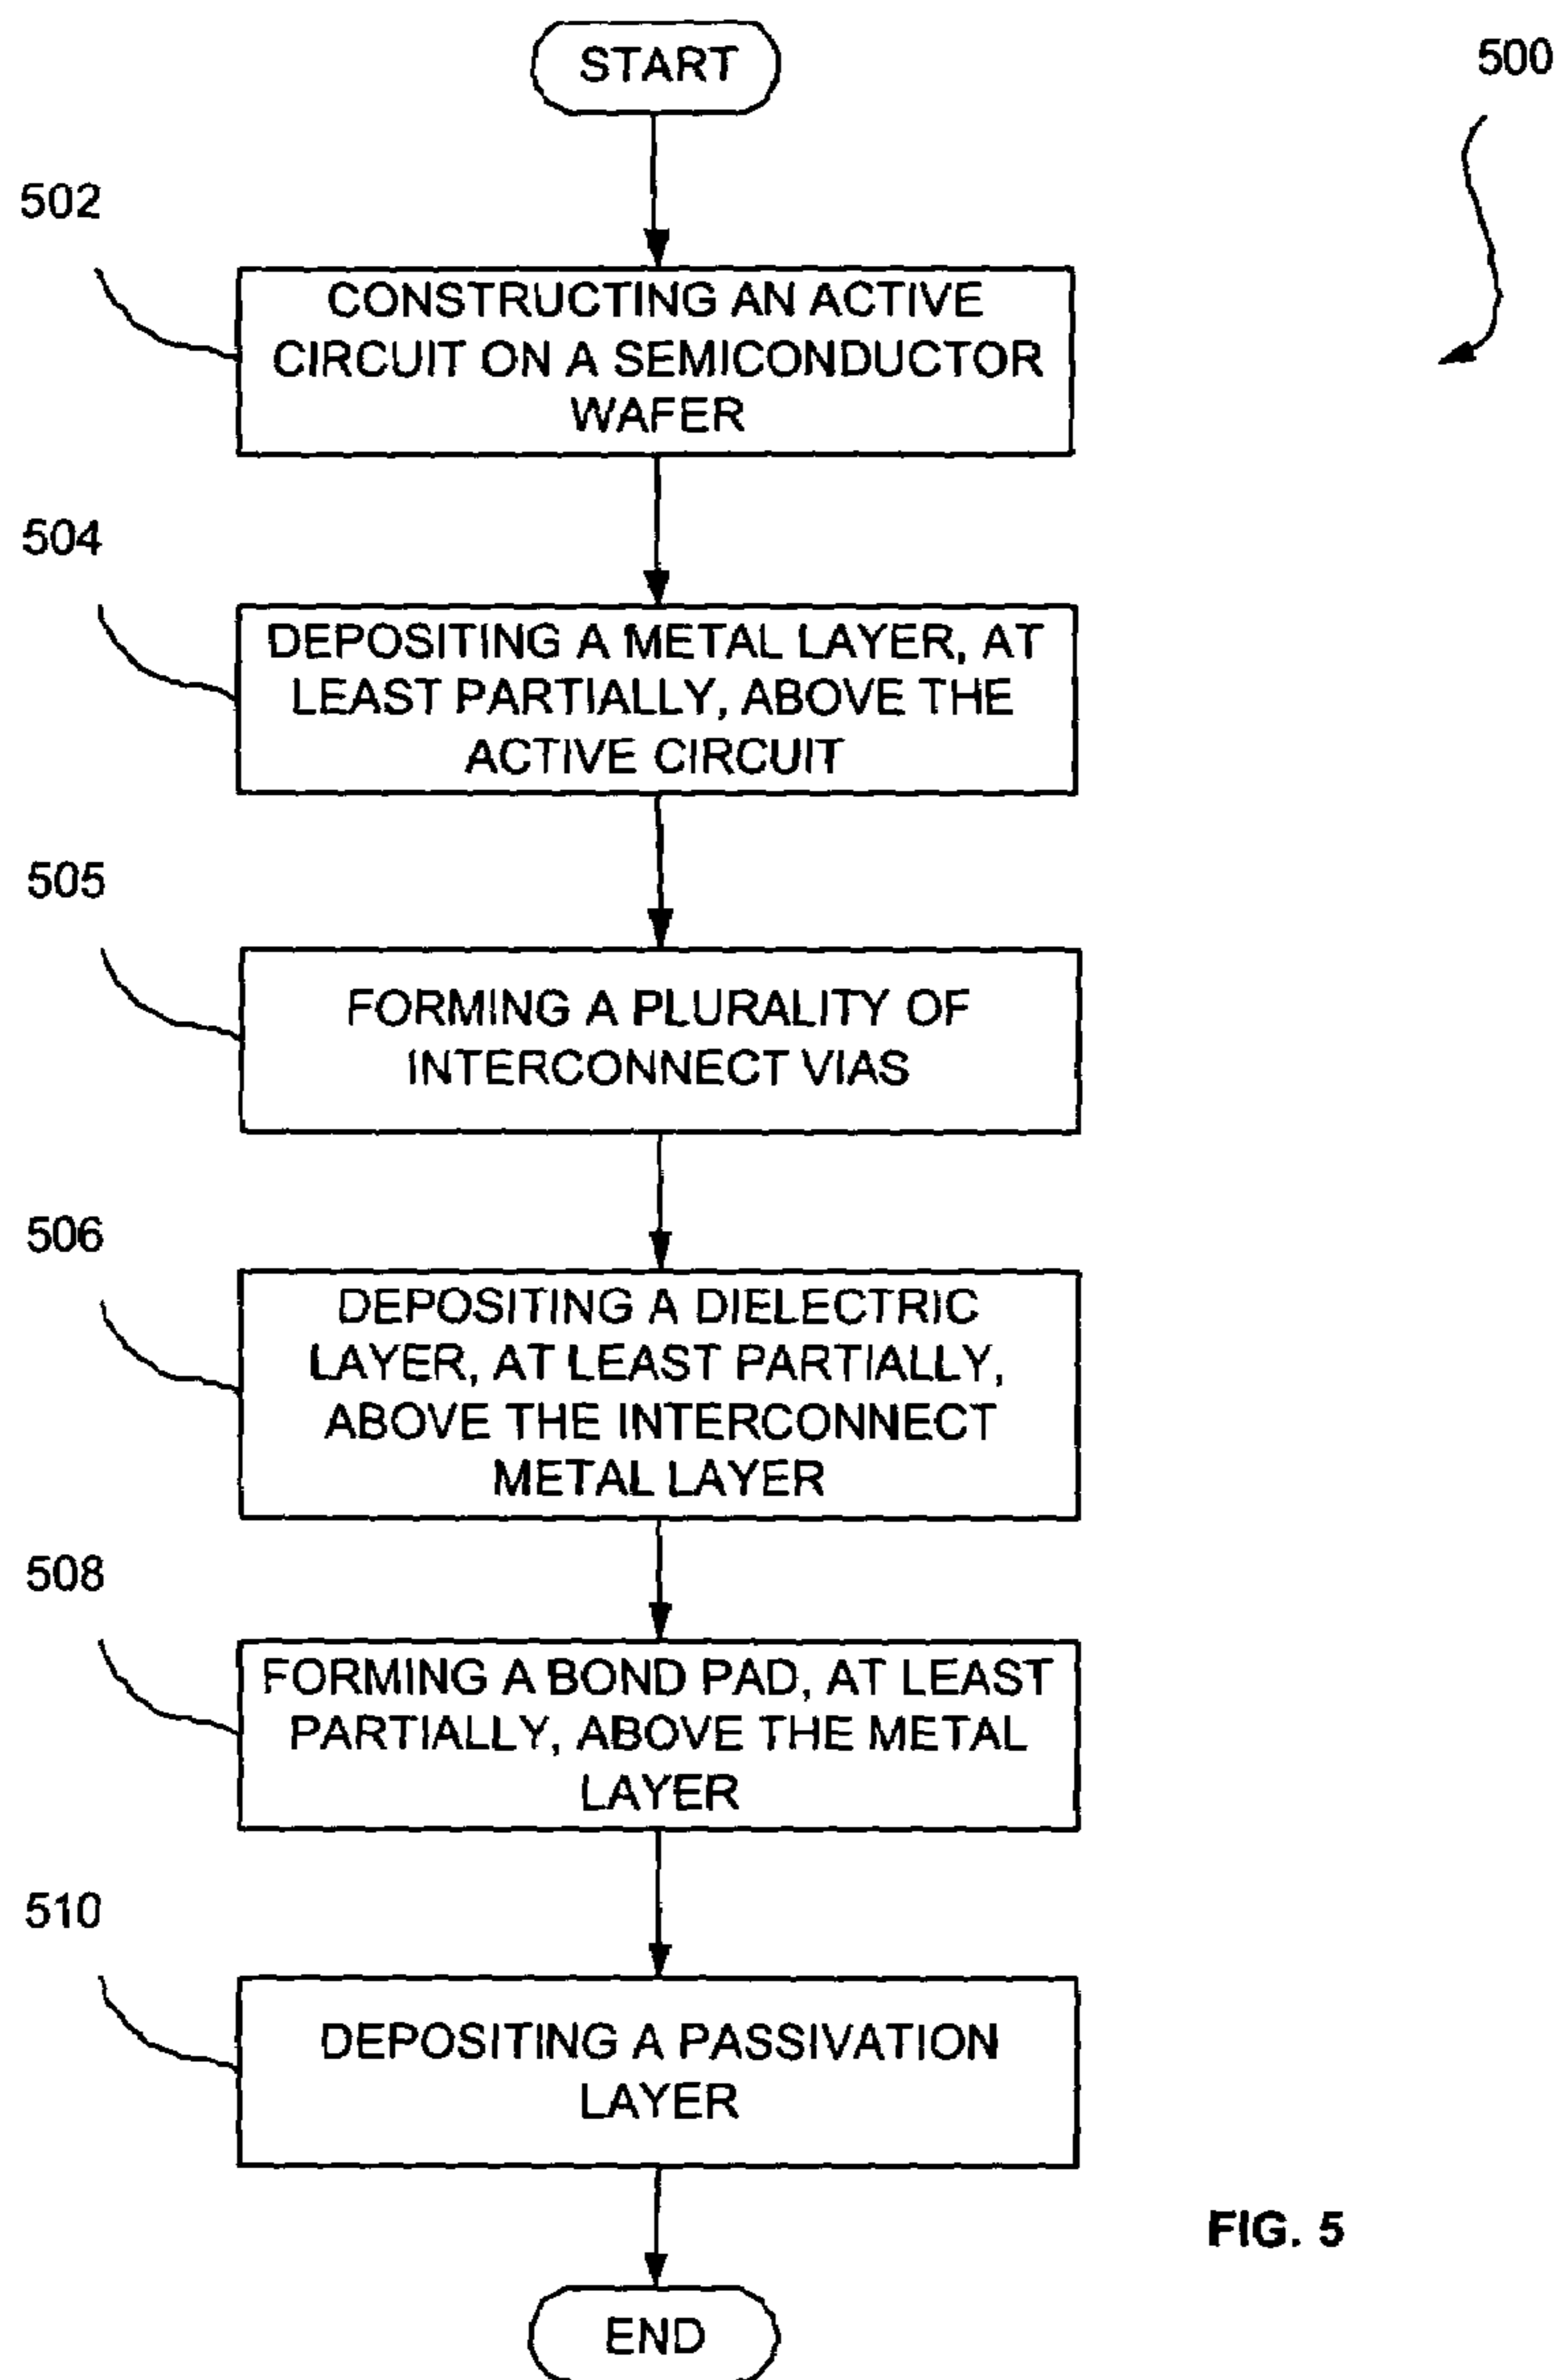 START
500
502
CONSTRUCTING AN ACTIVE
CIRCUIT ON A SEMICONDUCTOR
WAFER
504
DEPOSITING A METAL LAYER, AT
LEAST PARTIALLY, ABOVE THE
ACTIVE CIRCUIT
505
FORMING A PLURALITY OF
INTERCONNECT VIAS
506
DEPOSITING A DIELECTRIC
LAYER, AT LEAST PARTIALLY,
ABOVE THE INTERCONNECT
METAL LAYER
508
FORMING A BOND PAD, AT LEAST
PARTIALLY, ABOVE THE METAL
LAYER
510
DEPOSITING A PASSIVATION
LAYER
FIG. 5
END